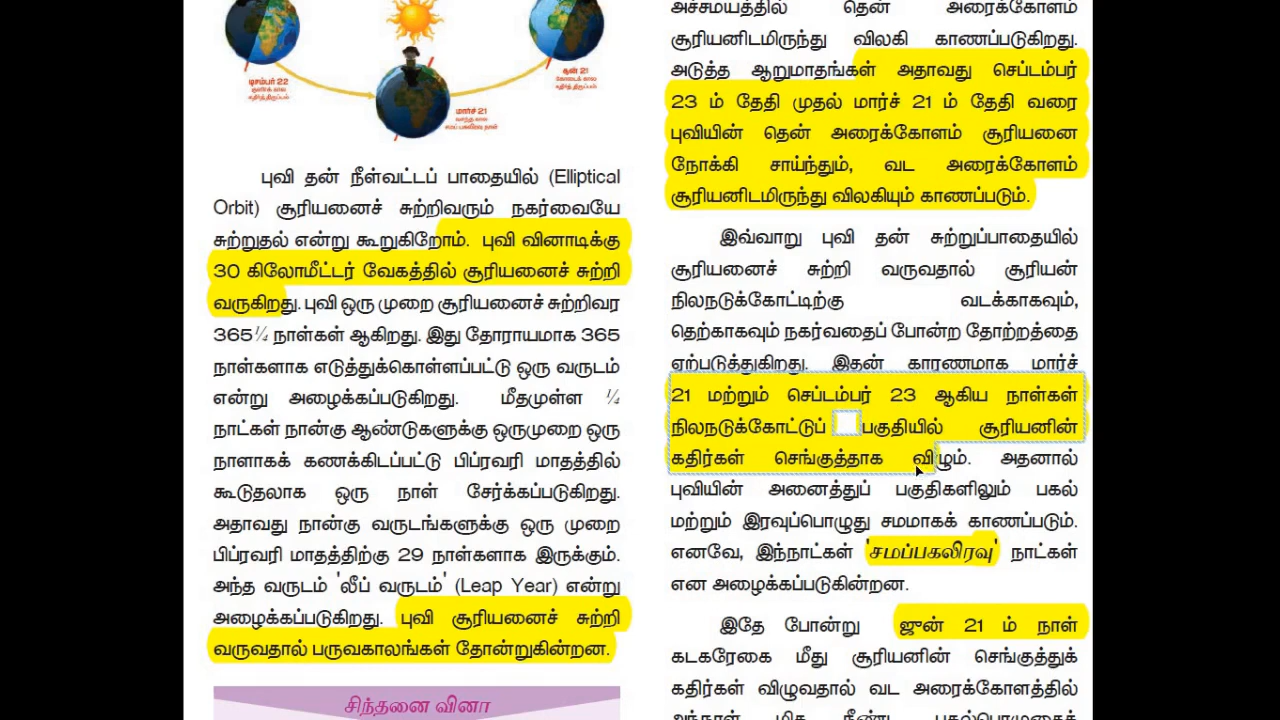 டிசம்பர் 22
ஜூன் 21
மார்ச் 21
புவி தன் நீள்வட்டப் பாதையில் (Elliptical
Orbit) சூரியனைச் சுற்றிவரும் நகர்வையே
சுற்றுதல் என்று கூறுகிறோம். புவி வினாடிக்கு
30 கிலோமீட்டர் வேகத்தில் சூரியனைச் சுற்றி
வருகிறது. புவி ஒரு முறை சூரியனைச் சுற்றிவர
365¼ நாள்கள் ஆகிறது. இது தோராயமாக 365
நாள்களாக எடுத்துக்கொள்ளப்பட்டு ஒரு வருடம்
என்று அழைக்கப்படுகிறது. மீதமுள்ள ¼
நாட்கள் நான்கு ஆண்டுகளுக்கு ஒருமுறை ஒரு
நாளாகக் கணக்கிடப்பட்டு பிப்ரவரி மாதத்தில்
கூடுதலாக ஒரு நாள் சேர்க்கப்படுகிறது.
அதாவது நான்கு வருடங்களுக்கு ஒரு முறை
பிப்ரவரி மாதத்திற்கு 29 நாள்களாக இருக்கும்.
அந்த வருடம் 'லீப் வருடம்' (Leap Year) என்று
அழைக்கப்படுகிறது. புவி சூரியனைச் சுற்றி
வருவதால் பருவகாலங்கள் தோன்றுகின்றன.
சிந்தனை வினா
அச்சமயத்தில் தென் அரைக்கோளம்
சூரியனிடமிருந்து விலகி காணப்படுகிறது.
அடுத்த ஆறுமாதங்கள் அதாவது செப்டம்பர்
23 ம் தேதி முதல் மார்ச் 21 ம் தேதி வரை
புவியின் தென் அரைக்கோளம் சூரியனை
நோக்கி சாய்ந்தும், வட அரைக்கோளம்
சூரியனிடமிருந்து விலகியும் காணப்படும்.
இவ்வாறு புவி தன் சுற்றுப்பாதையில்
சூரியனைச் சுற்றி வருவதால் சூரியன்
நிலநடுக்கோட்டிற்கு வடக்காகவும்,
தெற்காகவும் நகர்வதைப் போன்ற தோற்றத்தை
ஏற்படுத்துகிறது. இதன் காரணமாக மார்ச்
21 மற்றும் செப்டம்பர் 23 ஆகிய நாள்கள்
நிலநடுக்கோட்டுப் பகுதியில் சூரியனின்
கதிர்கள் செங்குத்தாக விழும். அதனால்
புவியின் அனைத்துப் பகுதிகளிலும் பகல்
மற்றும் இரவுப்பொழுது சமமாகக் காணப்படும்.
எனவே, இந்நாட்கள் 'சமப்பகலிரவு' நாட்கள்
என அழைக்கப்படுகின்றன.
இதே போன்று ஜுன் 21 ம் நாள்
கடகரேகை மீது சூரியனின் செங்குத்துக்
கதிர்கள் விழுவதால் வட அரைக்கோளத்தில்